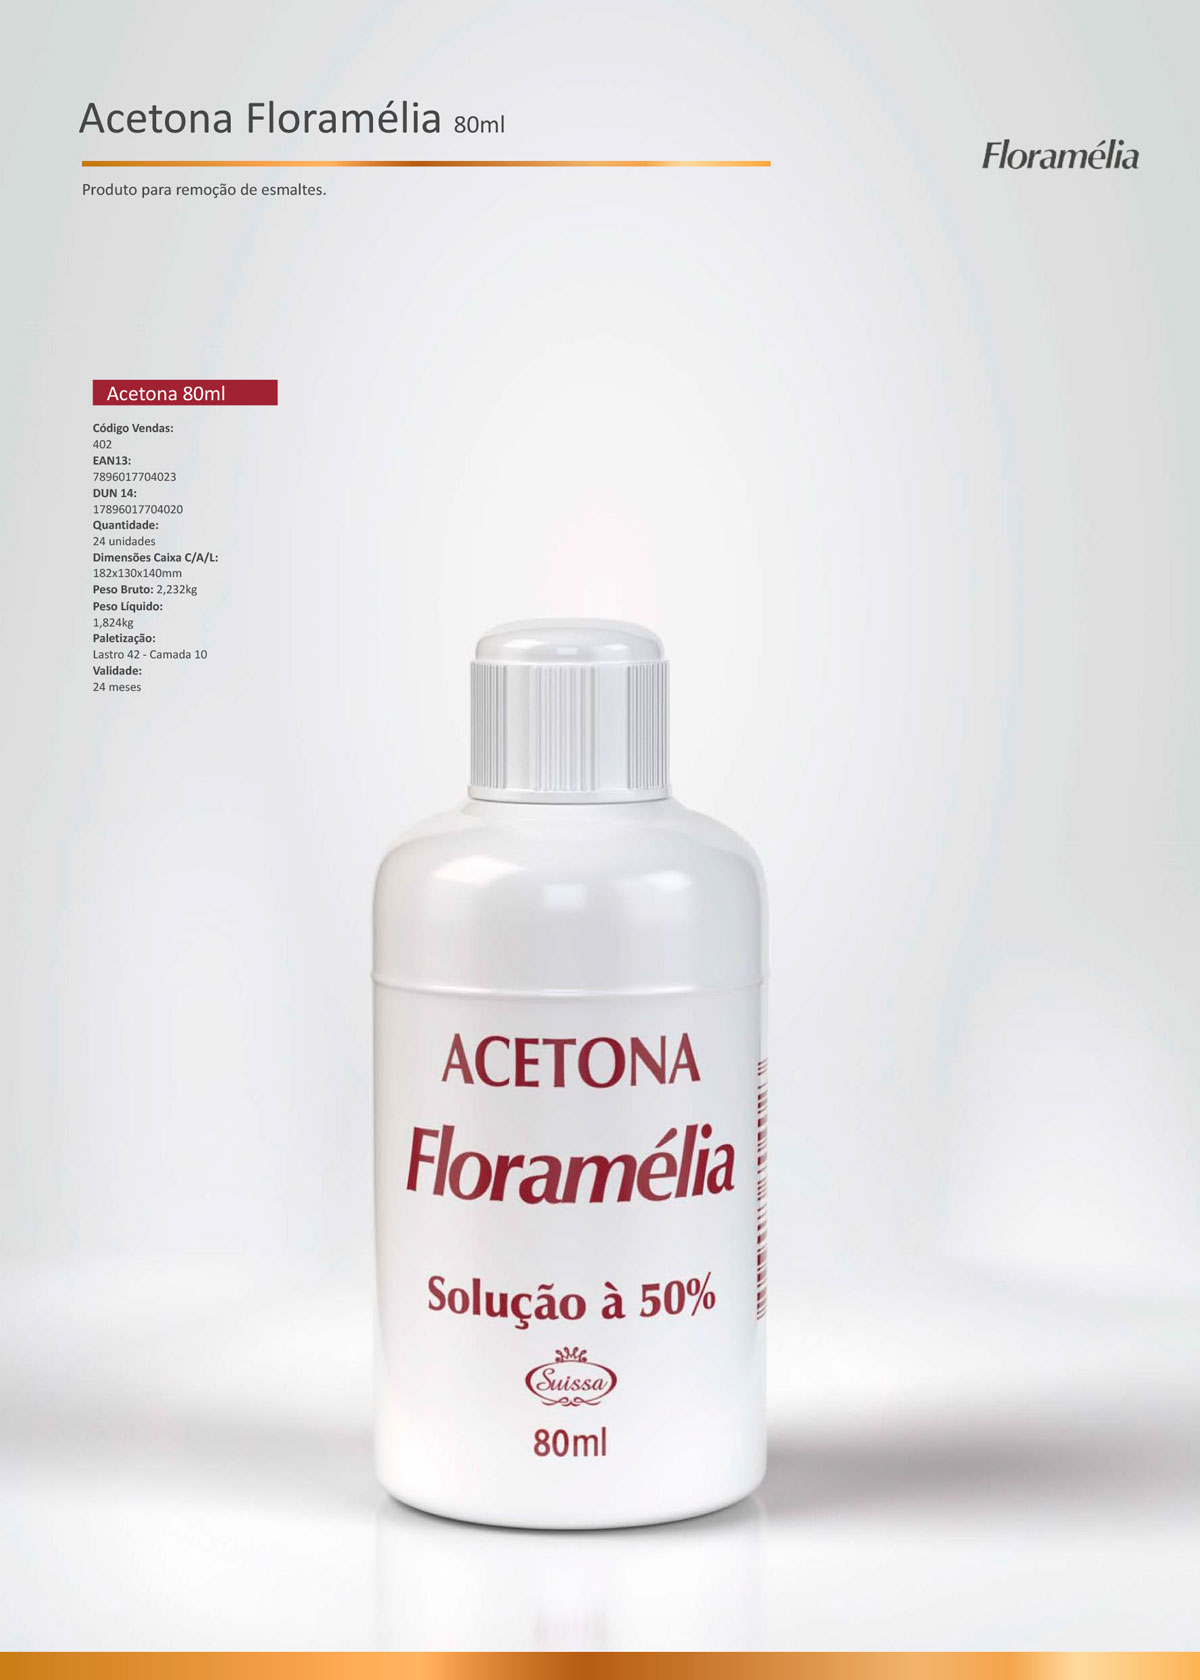 Acetona Floramélia 80ml
Floramélia
Produto para remoção de esmaltes.
Acetona 80ml
Código Vendas:
402
EAN13:
7896017704023
DUN 14:
17896017704020
Quantidade:
24 unidades
Dimensões Caixa C/A/L:
182x130x140mm
Peso Bruto: 2,232kg
Peso Líquido:
1,824kg
Paletização:
Lastro 42 - Camada 10
Validade:
24 meses
ACETONA
Floramélia
Solução à 50%
Suissa
80ml